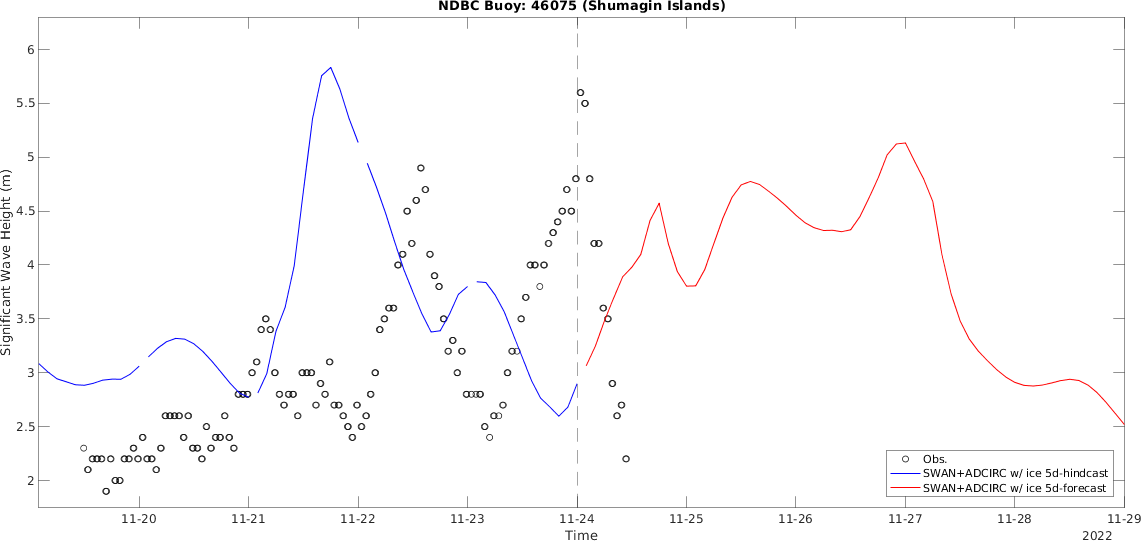 NDBC Buoy: 46075 (Shumagin Islands)
Significant Wave Height (m)
6
5.5
5
4.5
4
3.5
3
2.5
2
Obs.
SWAN+ADCIRC w/ ice 5d-hindcast
SWAN+ADCIRC w/ ice 5d-forecast
11-20 11-21 11-22 11-23 11-24 11-25 11-26 11-27 11-28 11-29
Time
2022